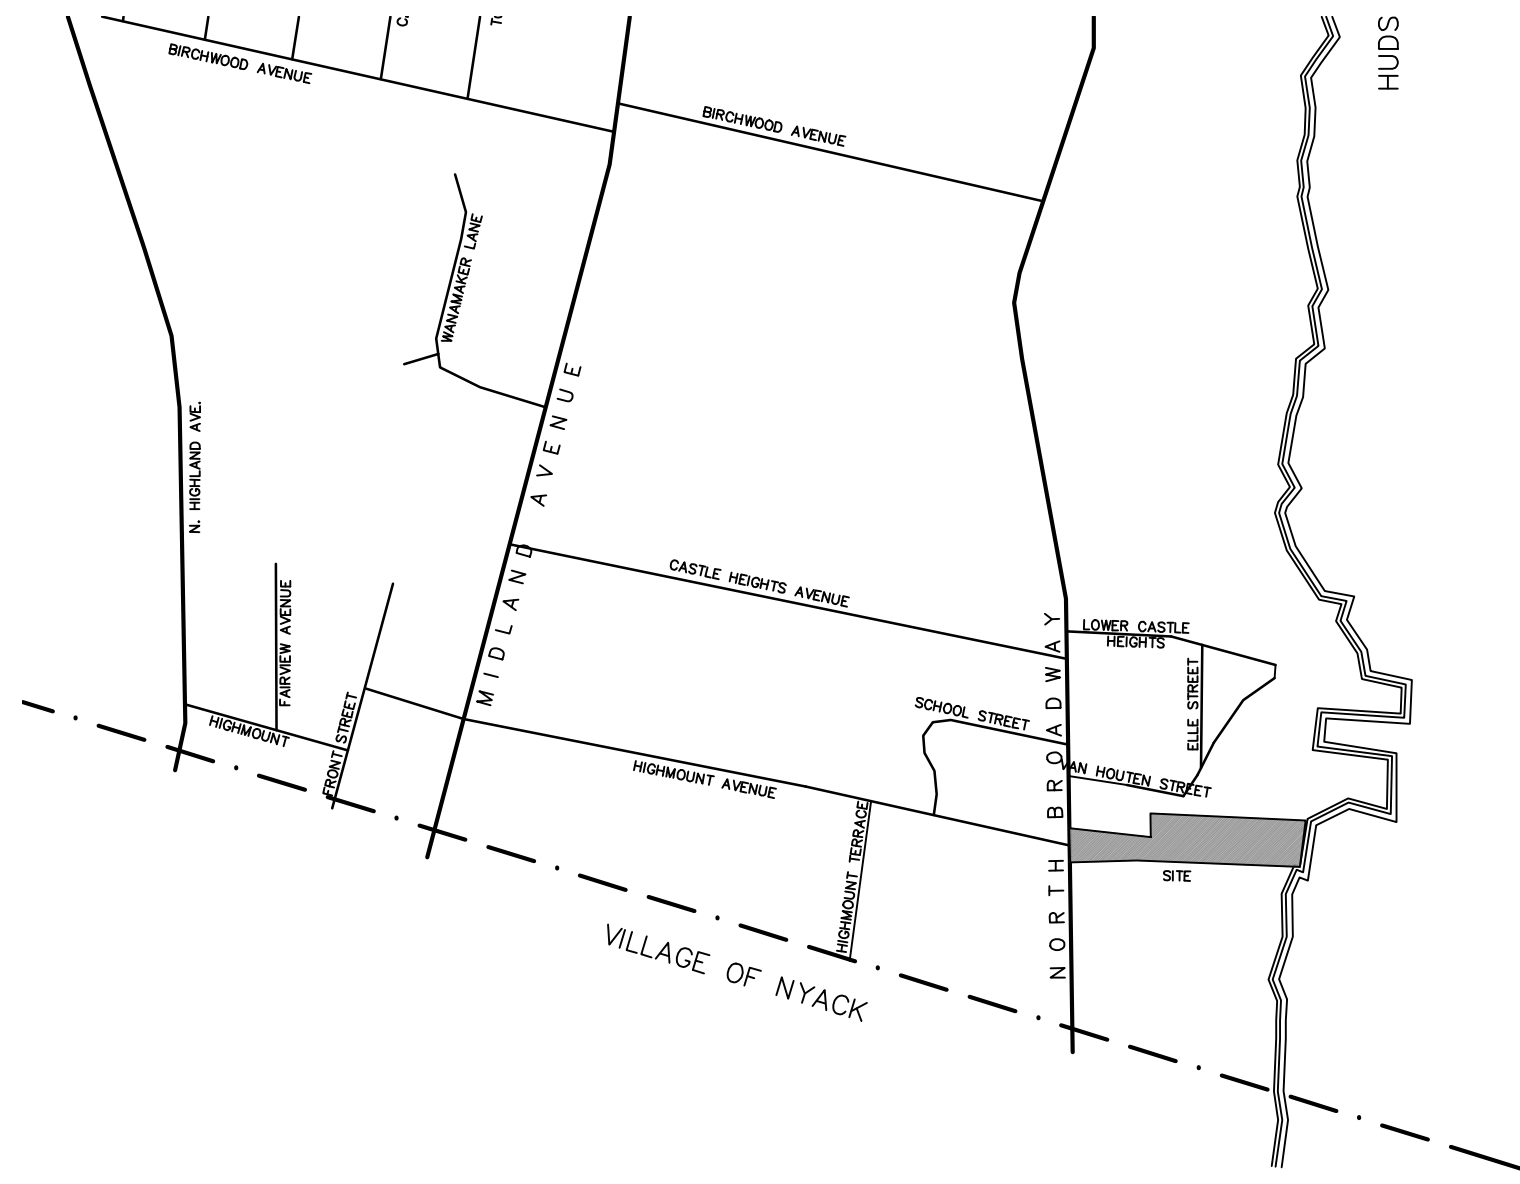 HUDS
BIRCHWOOD AVENUE
BIRCHWOOD AVENUE
WANAMAKER LANE
N. HIGHLAND AVE.
MIDLAND AVENUE
CASTLE HEIGHTS AVENUE
FAIRVIEW AVENUE
LOWER CASTLE
HEIGHTS
ELLE STREET
SCHOOL STREET
HIGHMOUNT
FRONT STREET
HIGHMOUNT AVENUE
VAN HOUTEN STREET
NORTH BROADWAY
HIGHMOUNT TERRACE
SITE
VILLAGE OF NYACK